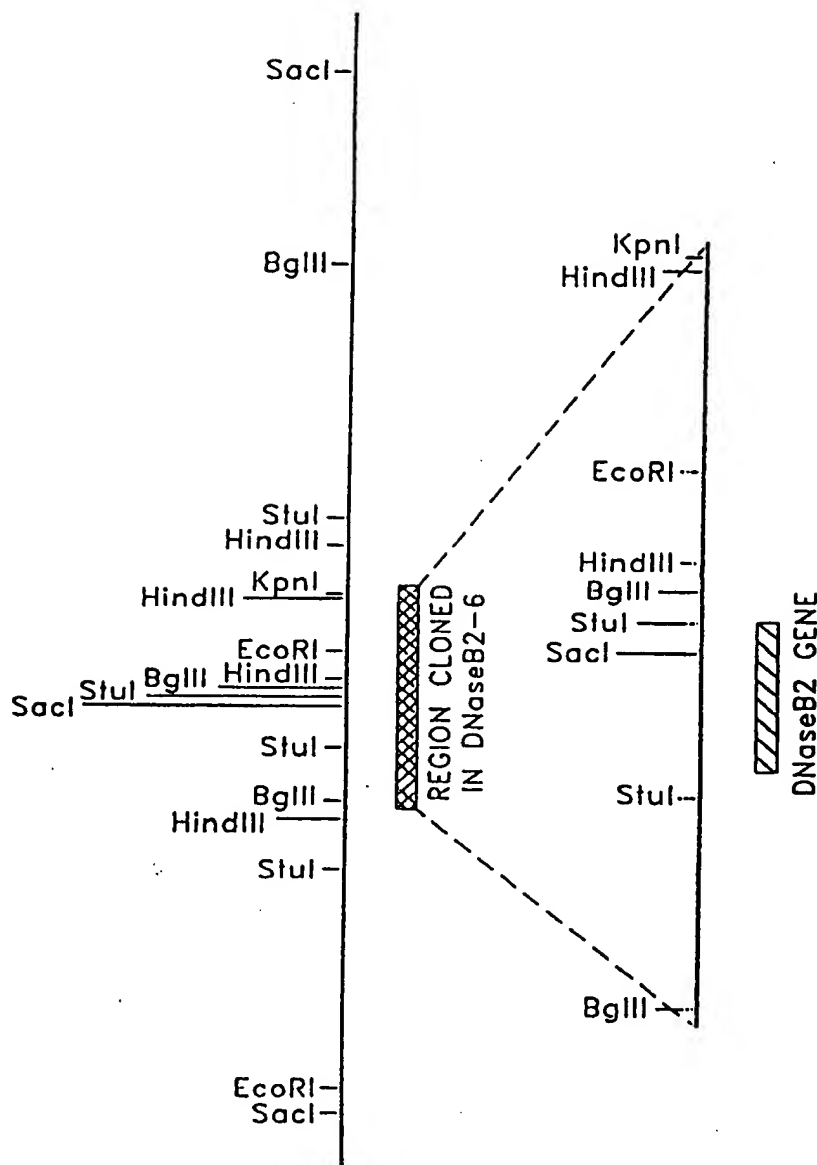 SacI
BglII
StuI
HindIII
KpnI
HindIII
EcoRI
HindIII
BglII
StuI
SacI
StuI
BglII
HindIII
StuI
EcoRI
SacI
REGION CLONED
IN DNaseB2-6
KpnI
HindIII
EcoRI
HindIII
BglII
StuI
SacI
StuI
BglII
DNaseB2 GENE